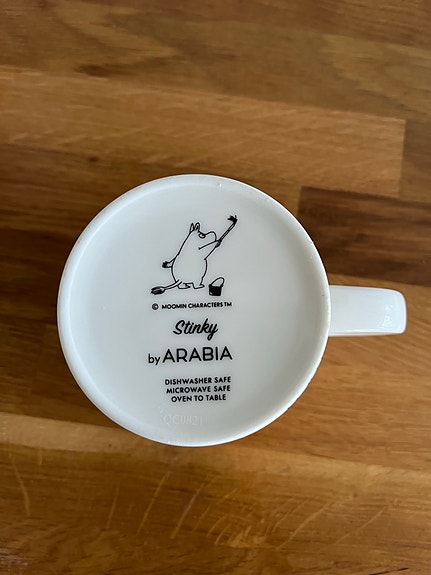 © MOOMIN CHARACTERS TM
Stinky
by ARABIA
DISHWASHER SAFE
MICROWAVE SAFE
OVEN TO TABLE